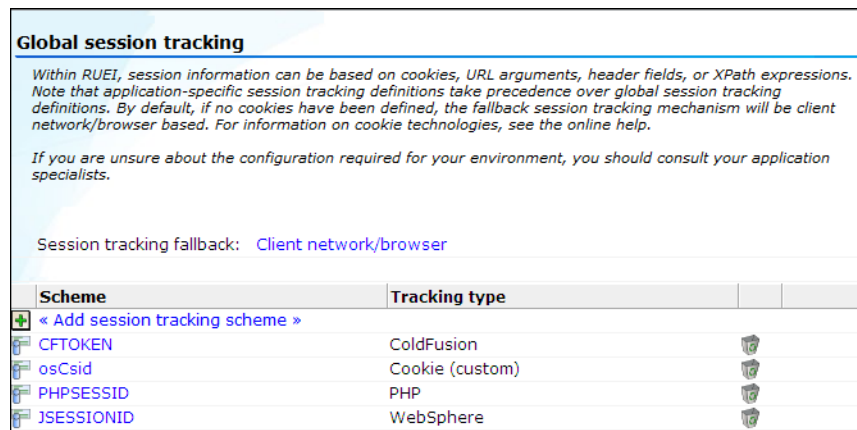 Global session tracking
Within RUEI, session information can be based on cookies, URL arguments, header fields, or XPath expressions.
Note that application-specific session tracking definitions take precedence over global session tracking
definitions. By default, if no cookies have been defined, the fallback session tracking mechanism will be client
network/browser based. For information on cookie technologies, see the online help.
If you are unsure about the configuration required for your environment, you should consult your application
specialists.
Session tracking fallback: Client network/browser
Scheme Tracking type
« Add session tracking scheme »
CFTOKEN ColdFusion
osCsid Cookie (custom)
PHPSESSID PHP
JSESSIONID WebSphere